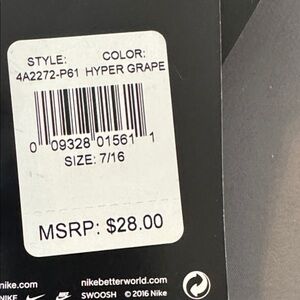 STYLE: COLOR:
4A2272-P61 HYPER GRAPE
0 09328 01561 1
SIZE: 7/16
MSRP: $28.00
nike.com nikebetterworld.com ®
NIKE SWOOSH © 2016 Nike